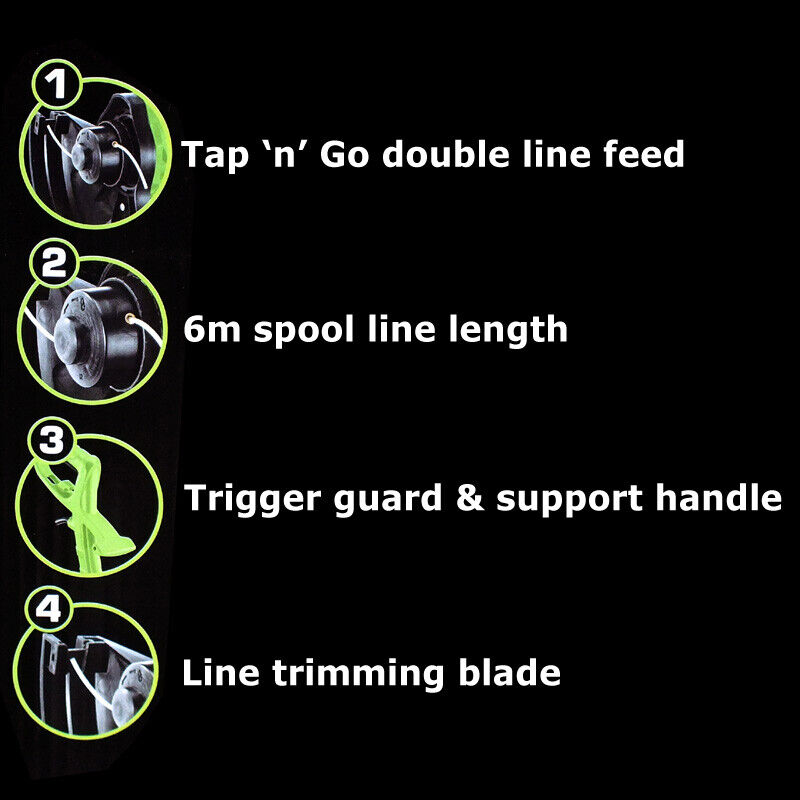 1
Tap ‘n’ Go double line feed
2
6m spool line length
3
Trigger guard & support handle
4
Line trimming blade